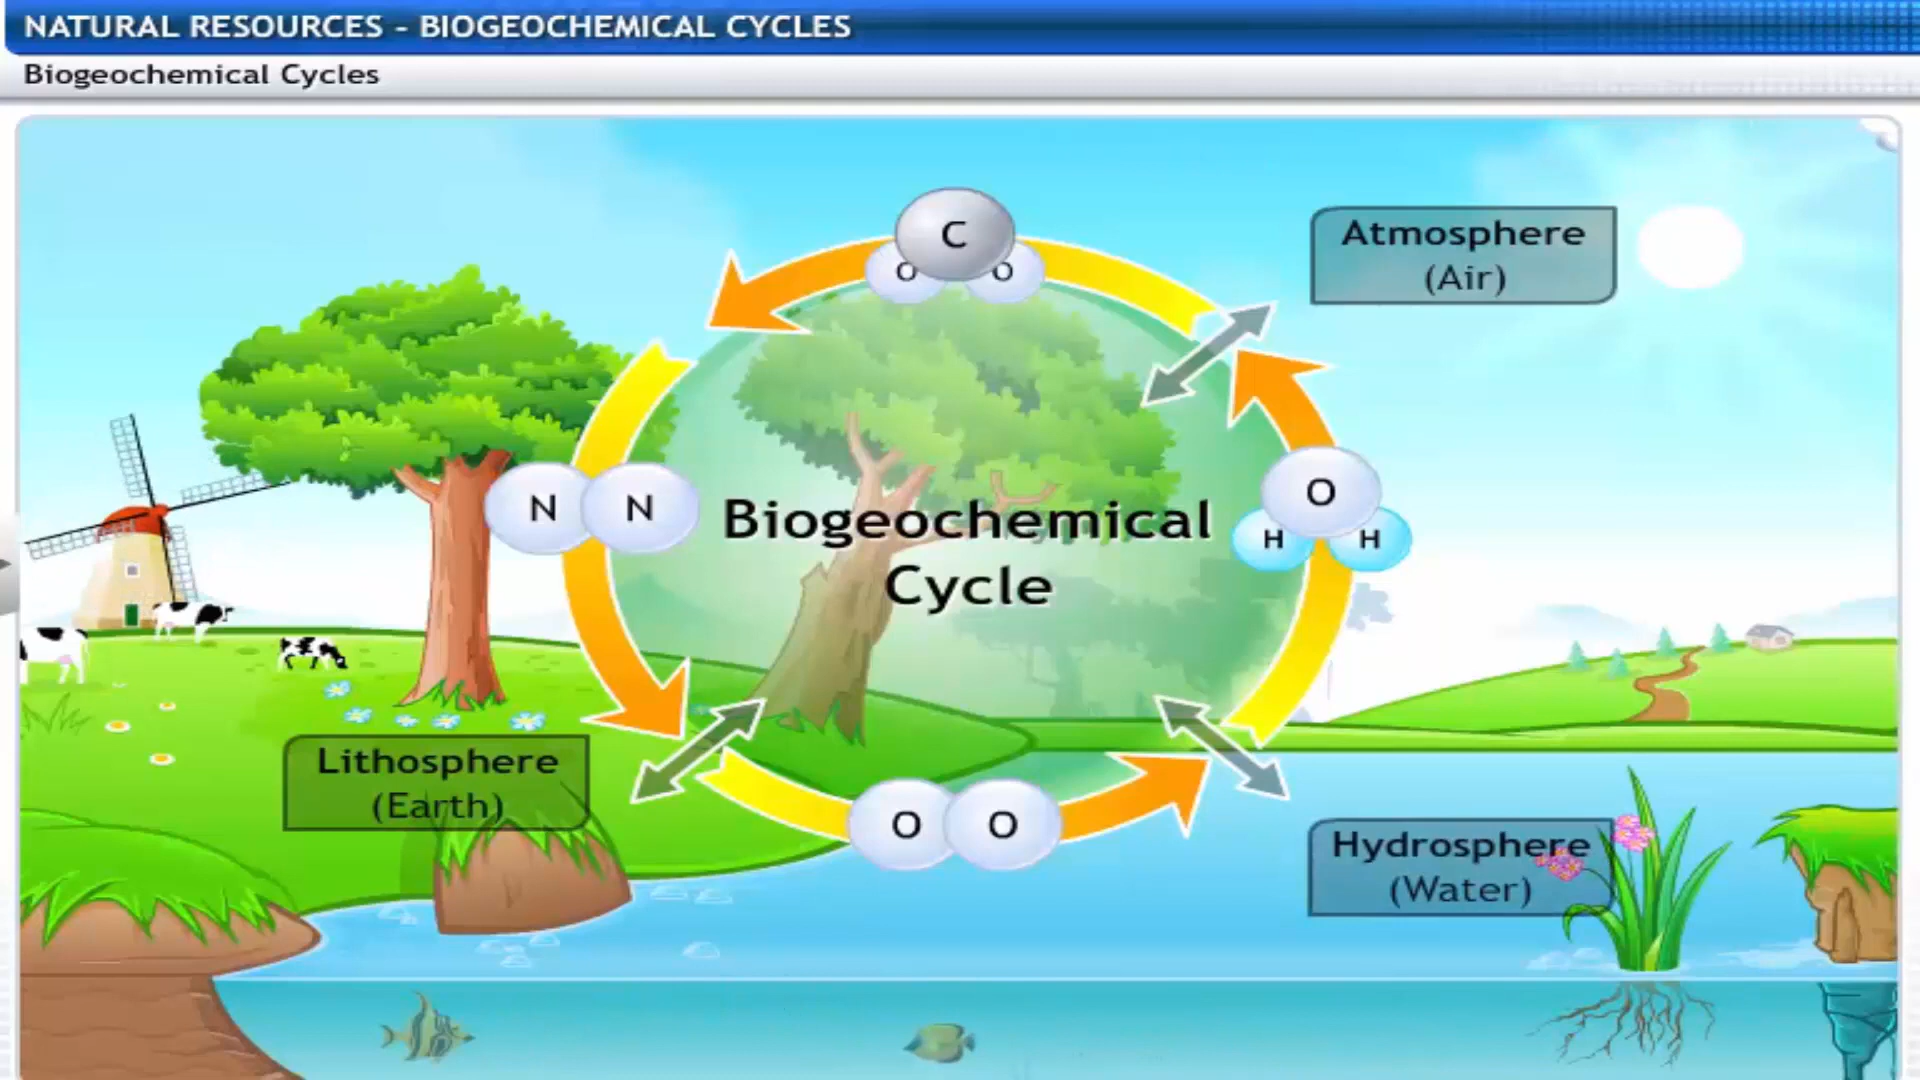 NATURAL RESOURCES - BIOGEOCHEMICAL CYCLES
Biogeochemical Cycles
C
O O
Atmosphere
(Air)
N N
Biogeochemical
Cycle
O
H H
Lithosphere
(Earth)
O O
Hydrosphere
(Water)